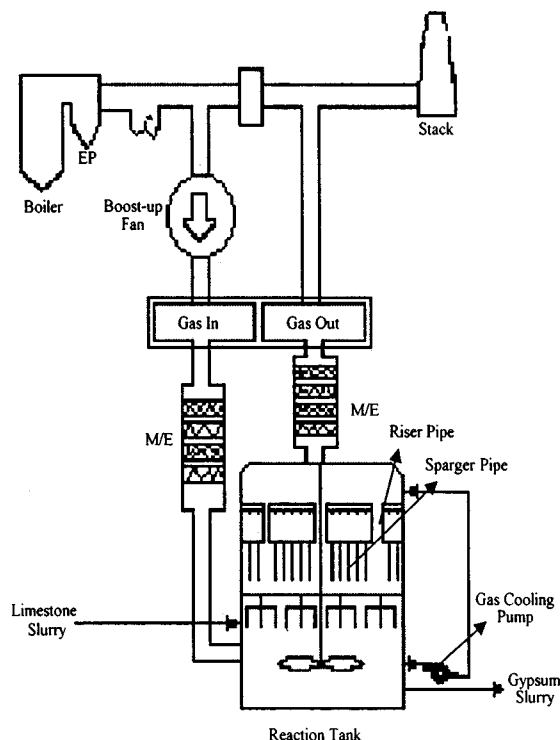 Stack
EP
Boiler
Boost-up
Fan
Gas In
Gas Out
M/E
M/E
Riser Pipe
Sparger Pipe
Limestone
Slurry
Gas Cooling
Pump
Gypsum
Slurry
Reaction Tank